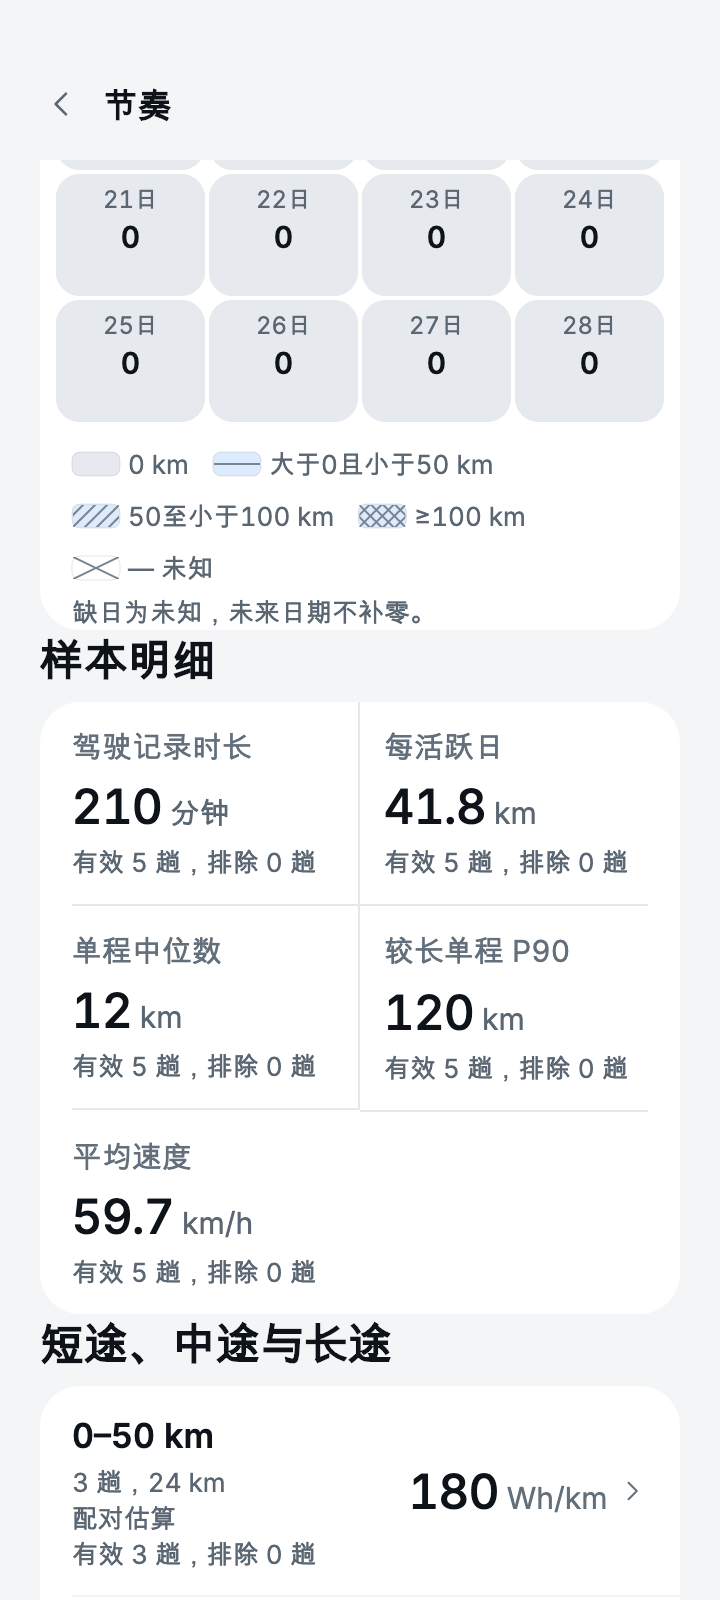 节奏
21日 22日 23日 24日
0 0 0 0
25日 26日 27日 28日
0 0 0 0
0 km 大于0且小于50 km
50至小于100 km ≥100 km
— 未知
缺日为未知，未来日期不补零。
样本明细
驾驶记录时长 每活跃日
210 分钟 41.8 km
有效 5 趟，排除 0 趟 有效 5 趟，排除 0 趟
单程中位数 较长单程 P90
12 km 120 km
有效 5 趟，排除 0 趟 有效 5 趟，排除 0 趟
平均速度
59.7 km/h
有效 5 趟，排除 0 趟
短途、中途与长途
0–50 km
3 趟，24 km
180 Wh/km
配对估算
有效 3 趟，排除 0 趟